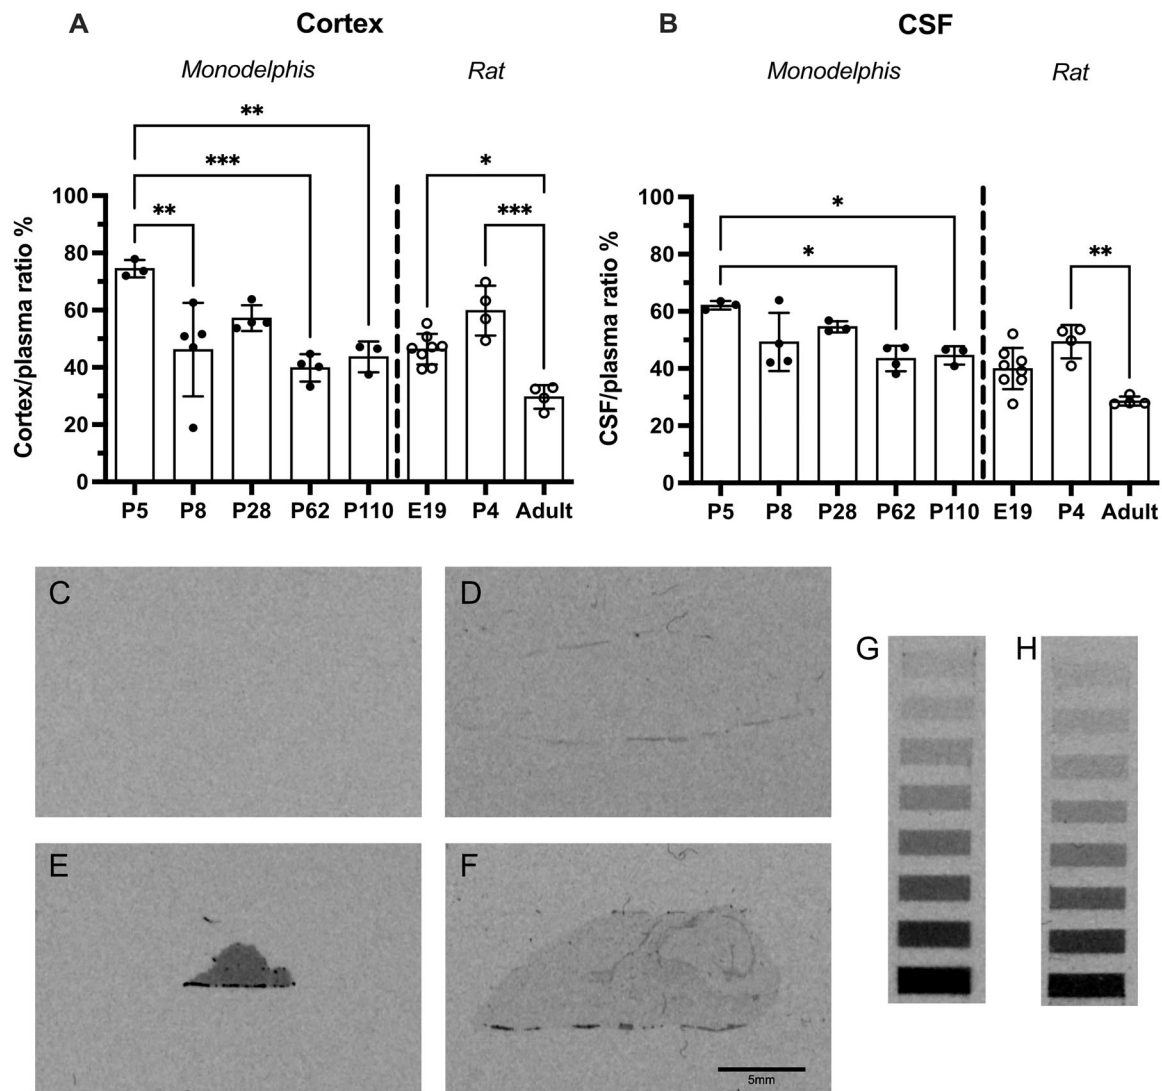 A Cortex
Monodelphis Rat
**
***
*
**
***
Cortex/plasma ratio %
100
80
60
40
20
0
P5 P8 P28 P62 P110 E19 P4 Adult
B CSF
Monodelphis Rat
*
*
**
CSF/plasma ratio %
100
80
60
40
20
0
P5 P8 P28 P62 P110 E19 P4 Adult
C
D
E
F
5mm
G
H